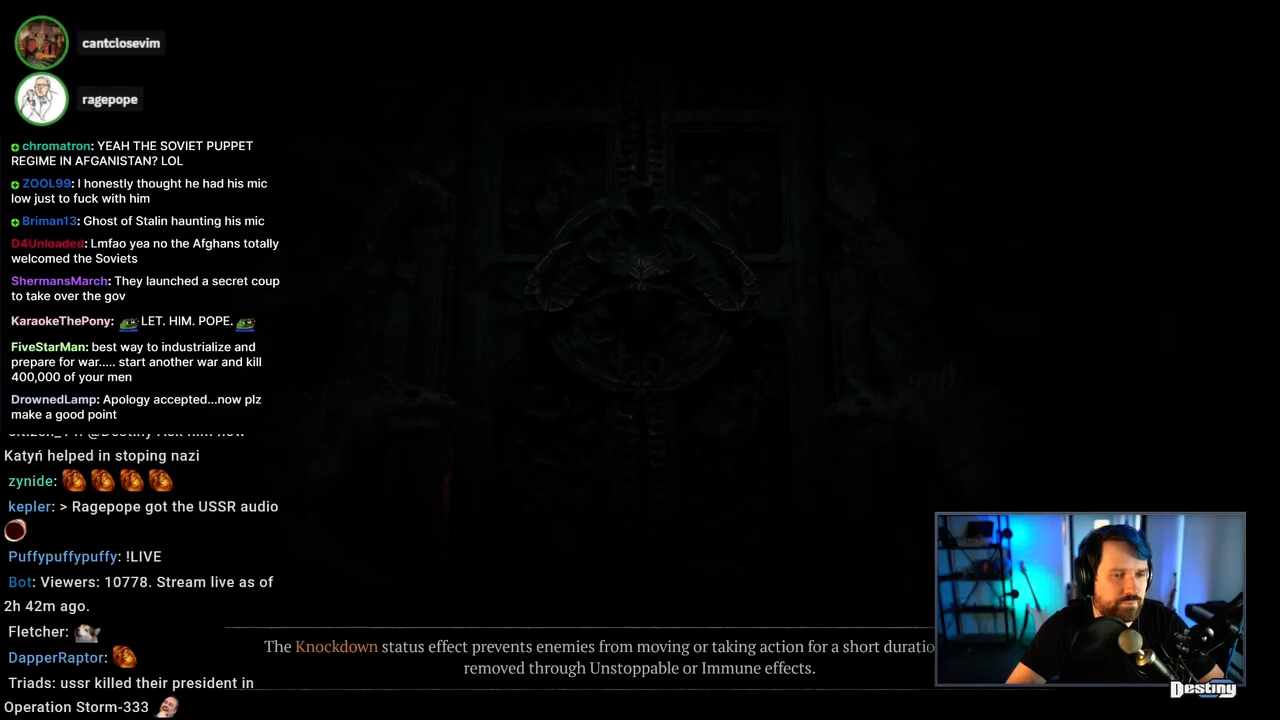 cantclosevim
ragepope
chromatron: YEAH THE SOVIET PUPPET
REGIME IN AFGANISTAN? LOL
ZOOL99: I honestly thought he had his mic
low just to fuck with him
Briman13: Ghost of Stalin haunting his mic
D4Unloaded: Lmfao yea no the Afghans totally
welcomed the Soviets
ShermansMarch: They launched a secret coup
to take over the gov
KaraokeThePony: LET. HIM. POPE.
FiveStarMan: best way to industrialize and
prepare for war..... start another war and kill
400,000 of your men
DrownedLamp: Apology accepted...now plz
make a good point
Katyń helped in stoping nazi
zynide:
kepler: > Ragepope got the USSR audio
Puffypuffypuffy: !LIVE
Bot: Viewers: 10778. Stream live as of
2h 42m ago.
Fletcher:
DapperRaptor:
Triads: ussr killed their president in
Operation Storm-333
The Knockdown status effect prevents enemies from moving or taking action for a short duratio
removed through Unstoppable or Immune effects.
Destiny